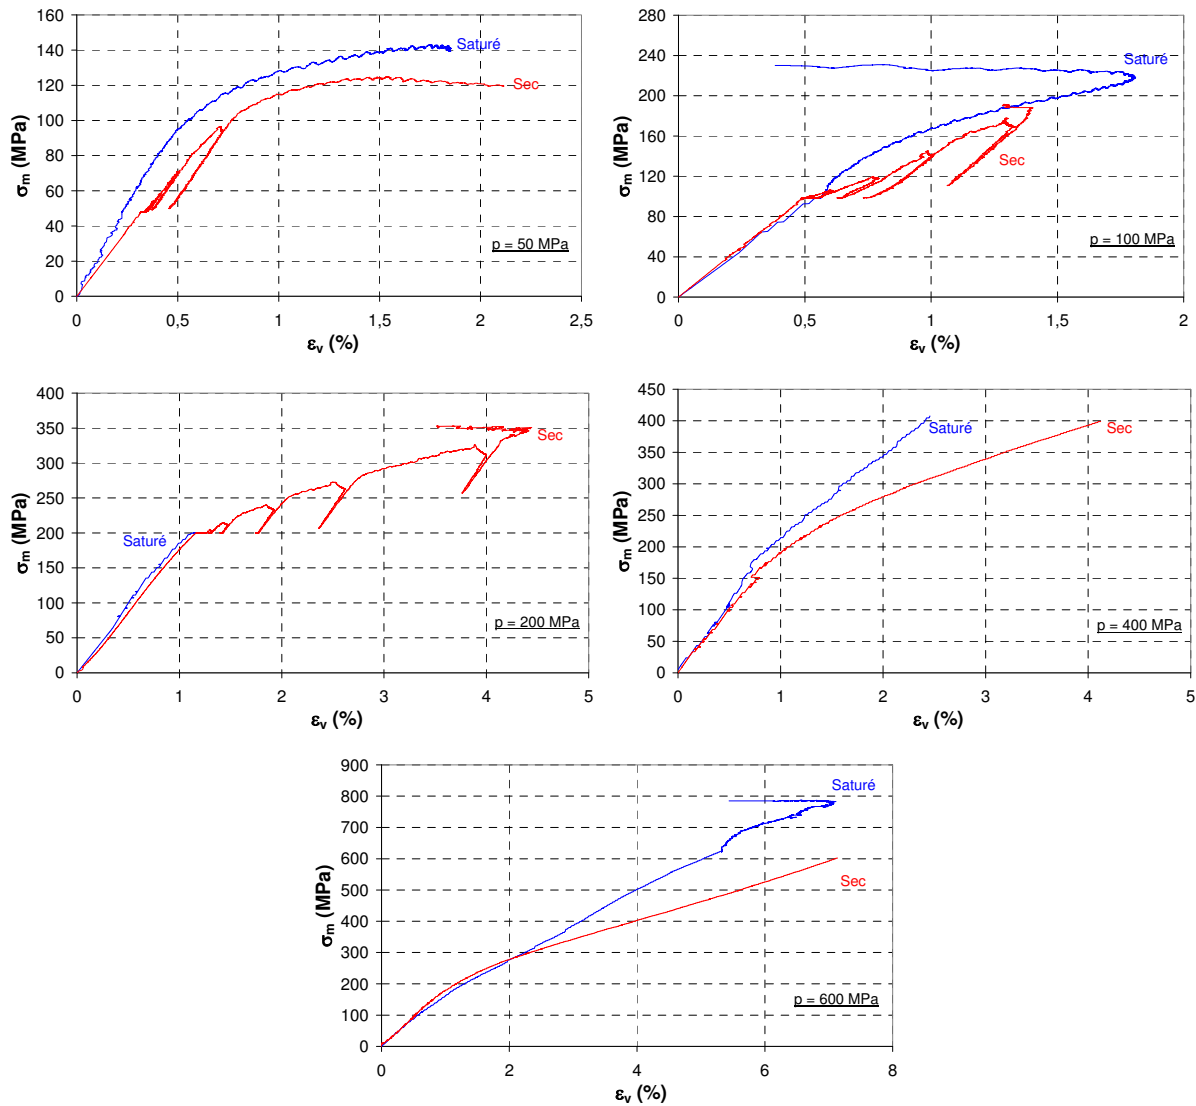 160
140
120
100
80
60
40
20
0
σm (MPa)
Saturé
Sec
p = 50 MPa
0 0,5 1 1,5 2 2,5
εv (%)
280
240
200
160
120
80
40
0
σm (MPa)
Saturé
Sec
p = 100 MPa
0 0,5 1 1,5 2
εv (%)
400
350
300
250
200
150
100
50
0
σm (MPa)
Sec
Saturé
p = 200 MPa
0 1 2 3 4 5
εv (%)
450
400
350
300
250
200
150
100
50
0
σm (MPa)
Saturé
Sec
p = 400 MPa
0 1 2 3 4 5
εv (%)
900
800
700
600
500
400
300
200
100
0
σm (MPa)
Saturé
Sec
p = 600 MPa
0 2 4 6 8
εv (%)